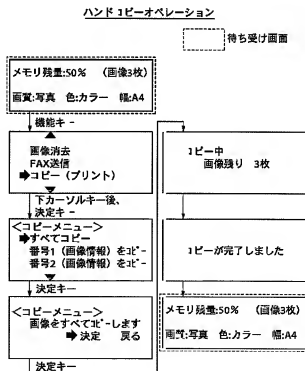 ハンドコピーオペレーション
待ち受け画面
メモリ残量:50% (画像3枚)
画質:写真 色:カラー 幅:A4
機能キー
画像消去
FAX送信
コピー(プリント)
下カーソルキー後、
決定キー
<コピーメニュー>
すべてコピー
番号1(画像情報)をコピー
番号2(画像情報)をコピー
決定キー
<コピーメニュー>
画像をすべてコピーします
決定 戻る
決定キー
コピー中
画像残り 3枚
コピーが完了しました
メモリ残量:50% (画像3枚)
画質:写真 色:カラー 幅:A4